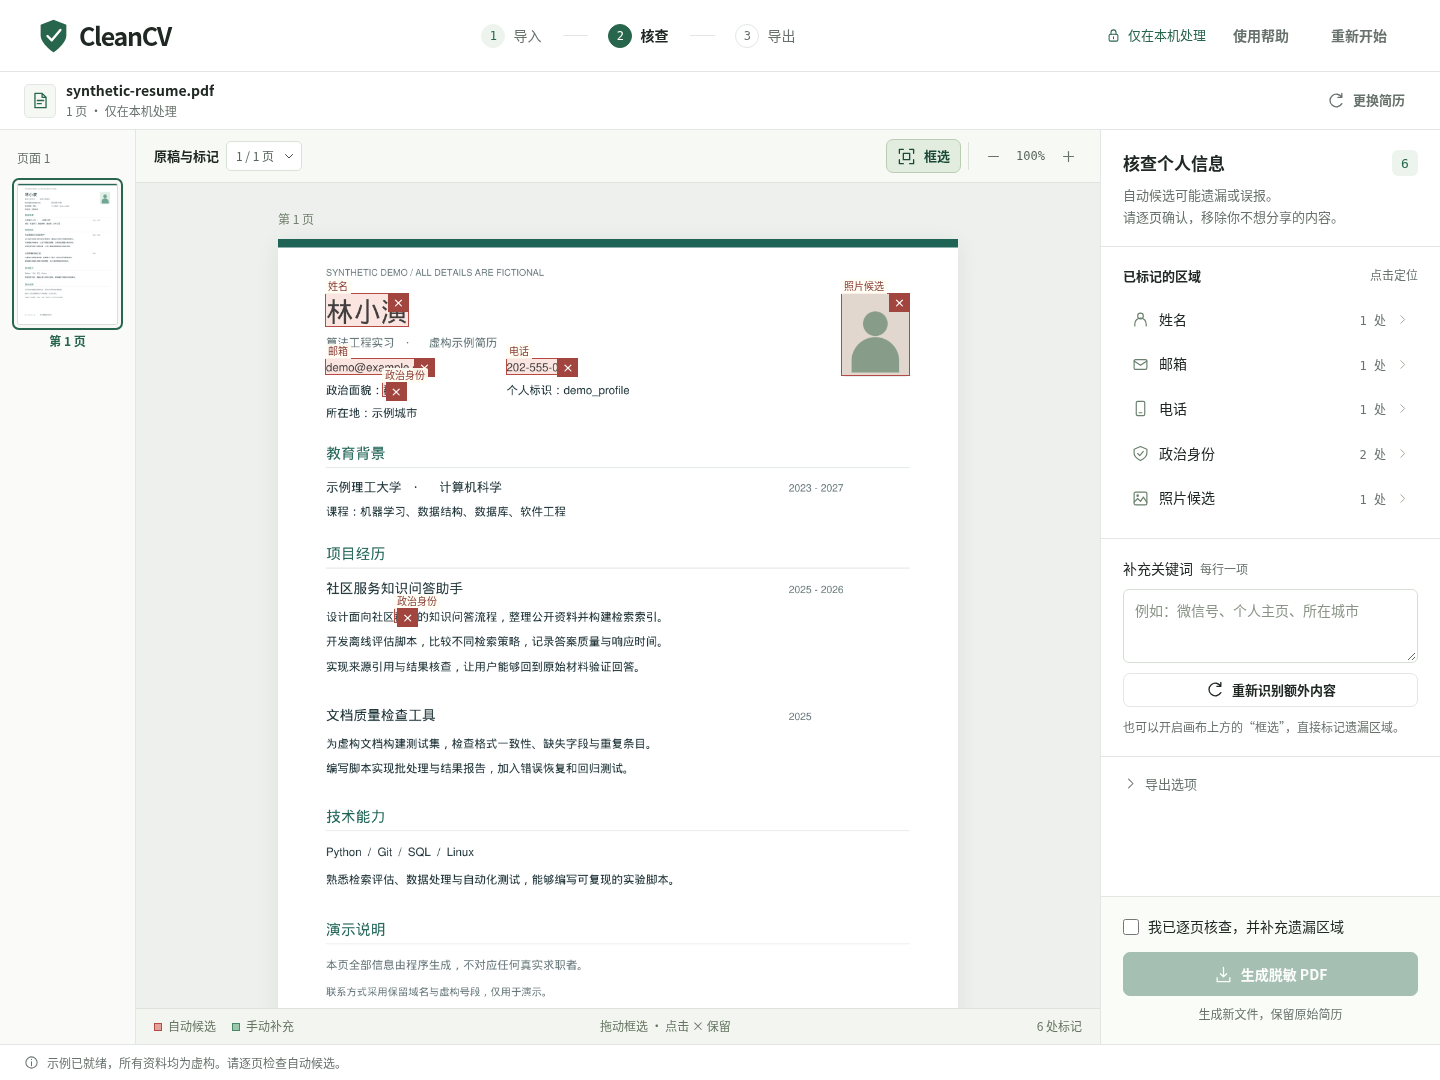 CleanCV
1 导入
2 核查
3 导出
仅在本机处理
使用帮助
重新开始
synthetic-resume.pdf
1 页 · 仅在本机处理
更换简历
页面 1
第 1 页
原稿与标记
1 / 1 页
框选
100%
第 1 页
SYNTHETIC DEMO / ALL DETAILS ARE FICTIONAL
姓名
林小演
照片候选
算法工程实习 · 虚构示例简历
邮箱
电话
demo@example
202-555-0
政治身份
政治面貌：
个人标识：demo_profile
所在地：示例城市
教育背景
示例理工大学 · 计算机科学
2023 - 2027
课程：机器学习、数据结构、数据库、软件工程
项目经历
社区服务知识问答助手
2025 - 2026
政治身份
设计面向社区 的知识问答流程，整理公开资料并构建检索索引。
开发离线评估脚本，比较不同检索策略，记录答案质量与响应时间。
实现来源引用与结果核查，让用户能够回到原始材料验证回答。
文档质量检查工具
2025
为虚构文档构建测试集，检查格式一致性、缺失字段与重复条目。
编写脚本实现批处理与结果报告，加入错误恢复和回归测试。
技术能力
Python / Git / SQL / Linux
熟悉检索评估、数据处理与自动化测试，能够编写可复现的实验脚本。
演示说明
本页全部信息由程序生成，不对应任何真实求职者。
联系方式采用保留域名与虚构号段，仅用于演示。
自动候选
手动补充
拖动框选 · 点击 × 保留
6 处标记
核查个人信息
6
自动候选可能遗漏或误报。
请逐页确认，移除你不想分享的内容。
已标记的区域
点击定位
姓名 1 处
邮箱 1 处
电话 1 处
政治身份 2 处
照片候选 1 处
补充关键词 每行一项
例如：微信号、个人主页、所在城市
重新识别额外内容
也可以开启画布上方的“框选”，直接标记遗漏区域。
导出选项
我已逐页核查，并补充遗漏区域
生成脱敏 PDF
生成新文件，保留原始简历
示例已就绪，所有资料均为虚构。请逐页检查自动候选。